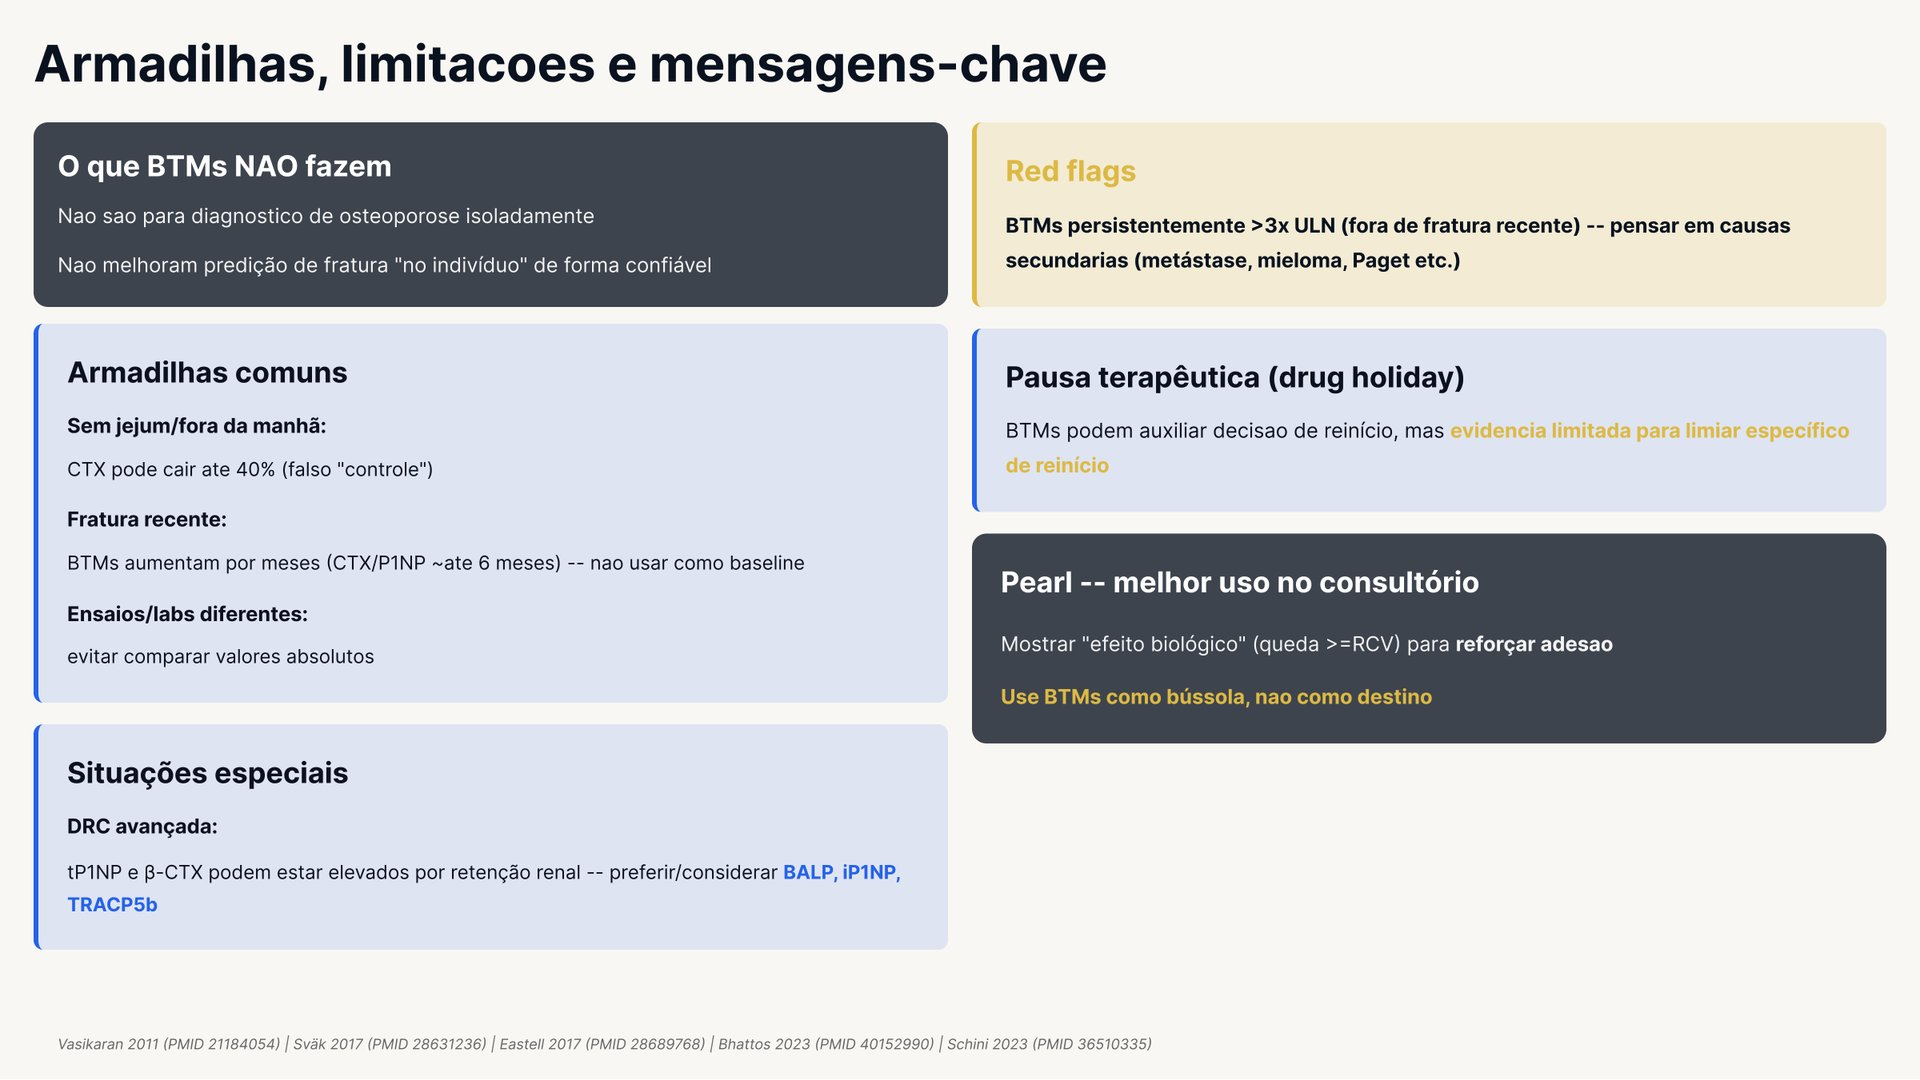 Armadilhas, limitacoes e mensagens-chave
O que BTMs NAO fazem
Nao sao para diagnostico de osteoporose isoladamente
Nao melhoram predição de fratura "no indivíduo" de forma confiável
Armadilhas comuns
Sem jejum/fora da manhã:
CTX pode cair ate 40% (falso "controle")
Fratura recente:
BTMs aumentam por meses (CTX/P1NP ~ate 6 meses) -- nao usar como baseline
Ensaios/labs diferentes:
evitar comparar valores absolutos
Situações especiais
DRC avançada:
tP1NP e β-CTX podem estar elevados por retenção renal -- preferir/considerar BALP, iP1NP,
TRACP5b
Red flags
BTMs persistentemente >3x ULN (fora de fratura recente) -- pensar em causas
secundarias (metástase, mieloma, Paget etc.)
Pausa terapêutica (drug holiday)
BTMs podem auxiliar decisao de reinício, mas evidencia limitada para limiar específico
de reinício
Pearl -- melhor uso no consultório
Mostrar "efeito biológico" (queda >=RCV) para reforçar adesao
Use BTMs como bússola, nao como destino
Vasikaran 2011 (PMID 21184054) | Sväk 2017 (PMID 28631236) | Eastell 2017 (PMID 28689768) | Bhattos 2023 (PMID 40152990) | Schini 2023 (PMID 36510335)